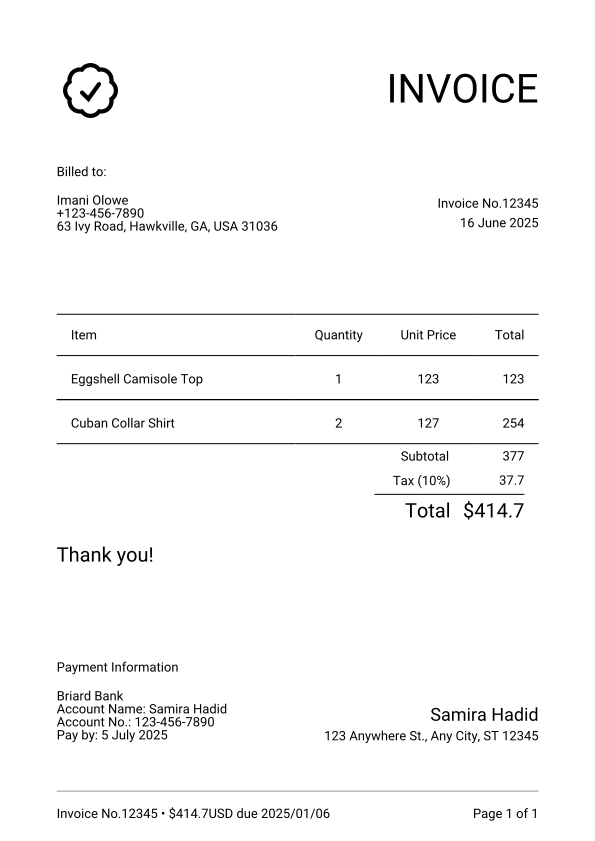 INVOICE
Billed to:
Imani Olowe
+123-456-7890
63 Ivy Road, Hawkville, GA, USA 31036
Invoice No.12345
16 June 2025
Item Quantity Unit Price Total
Eggshell Camisole Top 1 123 123
Cuban Collar Shirt 2 127 254
Subtotal 377
Tax (10%) 37.7
Total $414.7
Thank you!
Payment Information
Briard Bank
Account Name: Samira Hadid
Account No.: 123-456-7890
Pay by: 5 July 2025
Samira Hadid
123 Anywhere St., Any City, ST 12345
Invoice No.12345 • $414.7USD due 2025/01/06 Page 1 of 1